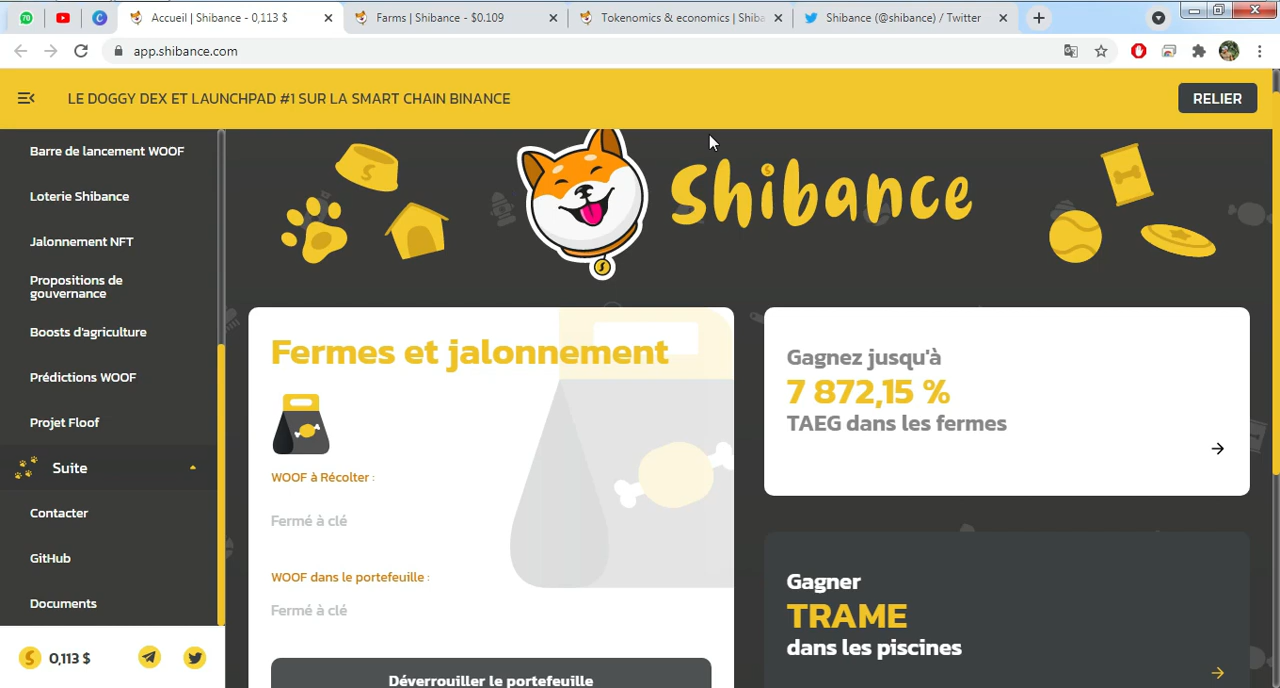 Accueil | Shibance - 0,113 $
Farms | Shibance - $0.109
Tokenomics & economics | Shiba
Shibance (@shibance) / Twitter
app.shibance.com
LE DOGGY DEX ET LAUNCHPAD #1 SUR LA SMART CHAIN BINANCE
RELIER
Barre de lancement WOOF
Loterie Shibance
Jalonnement NFT
Propositions de
gouvernance
Boosts d'agriculture
Prédictions WOOF
Projet Floof
Suite
Contacter
GitHub
Documents
0,113 $
Shibance
Fermes et jalonnement
WOOF à Récolter :
Fermé à clé
WOOF dans le portefeuille :
Fermé à clé
Déverrouiller le portefeuille
Gagnez jusqu'à
7 872,15 %
TAEG dans les fermes
Gagner
TRAME
dans les piscines